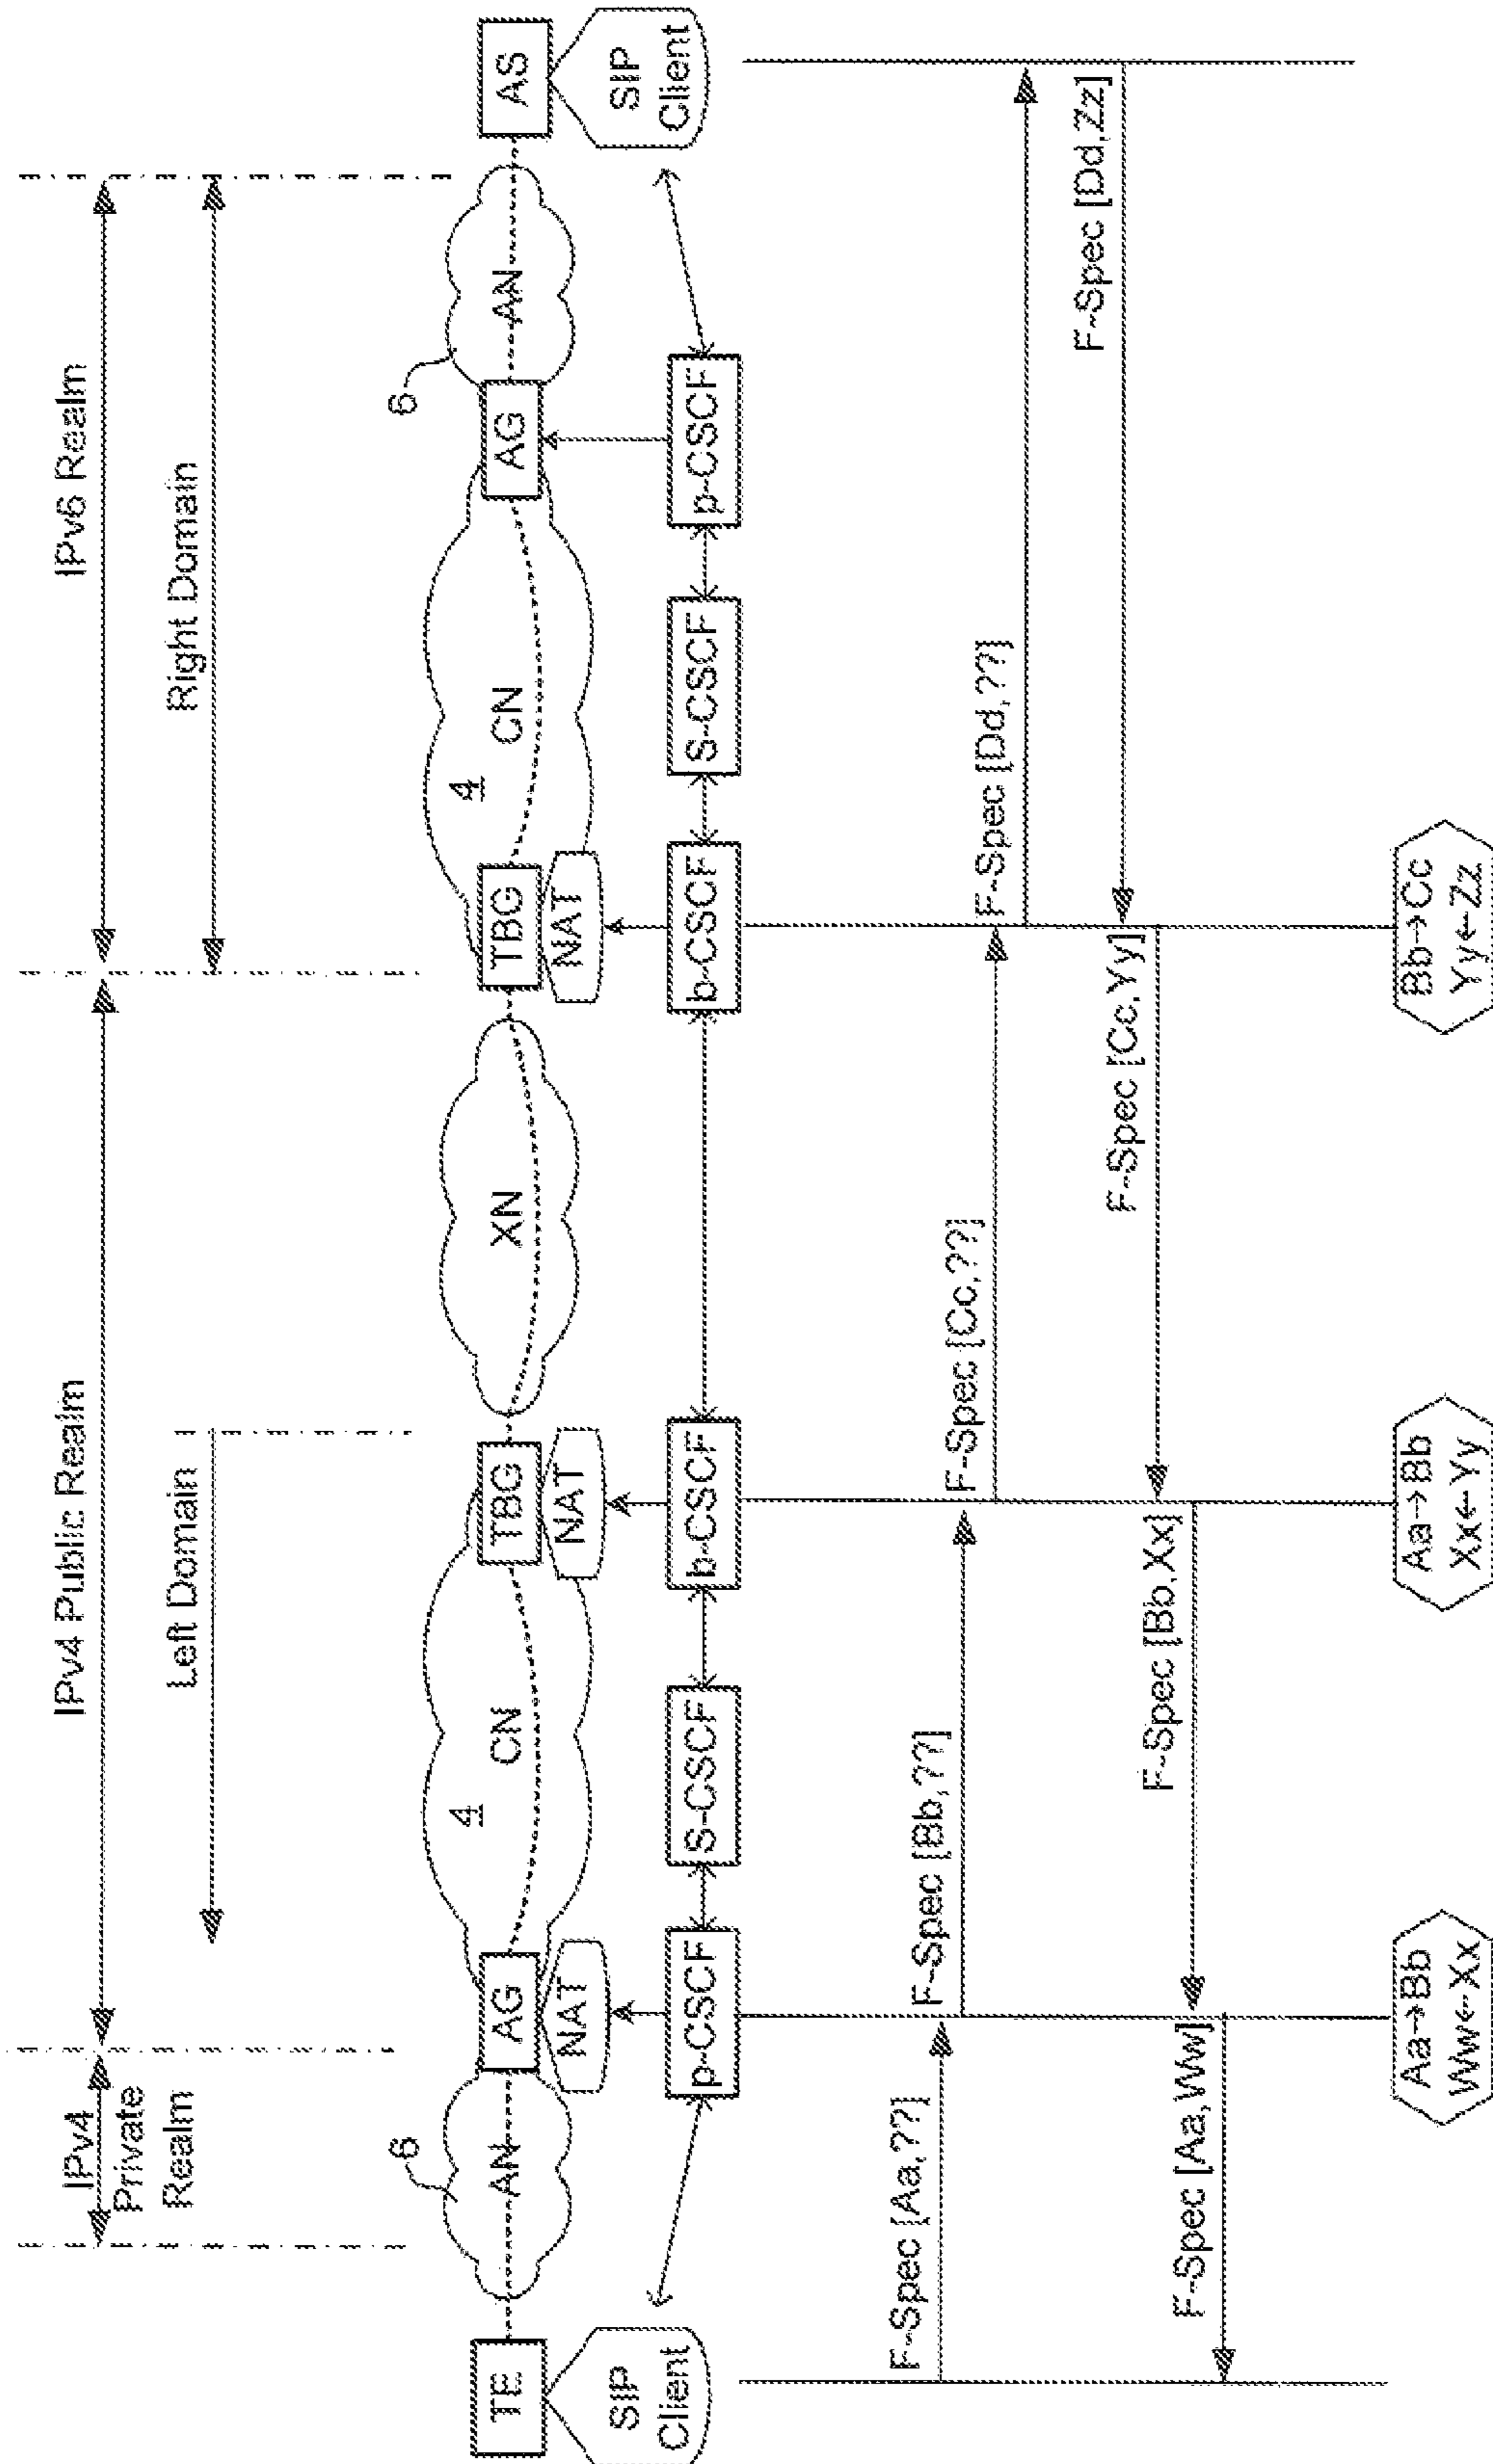 IPv4
Private
Realm
IPv4 Public Realm
IPv6 Realm
Left Domain
Right Domain
6
6
TE
AN
AG
4
CN
TBG
XN
TBG
4
CN
AG
AN
AS
NAT
NAT
NAT
SIP
Client
SIP
Client
p-CSCF
S-CSCF
b-CSCF
b-CSCF
S-CSCF
p-CSCF
F-Spec [Aa,??]
F-Spec [Bb,??]
F-Spec [Cc,??]
F-Spec [Dd,??]
F-Spec [Dd,Zz]
F-Spec [Cc,Yy]
F-Spec [Bb,Xx]
F-Spec [Aa,Ww]
Aa→Bb
Ww←Xx
Aa→Bb
Xx←Yy
Bb→Cc
Yy←Zz